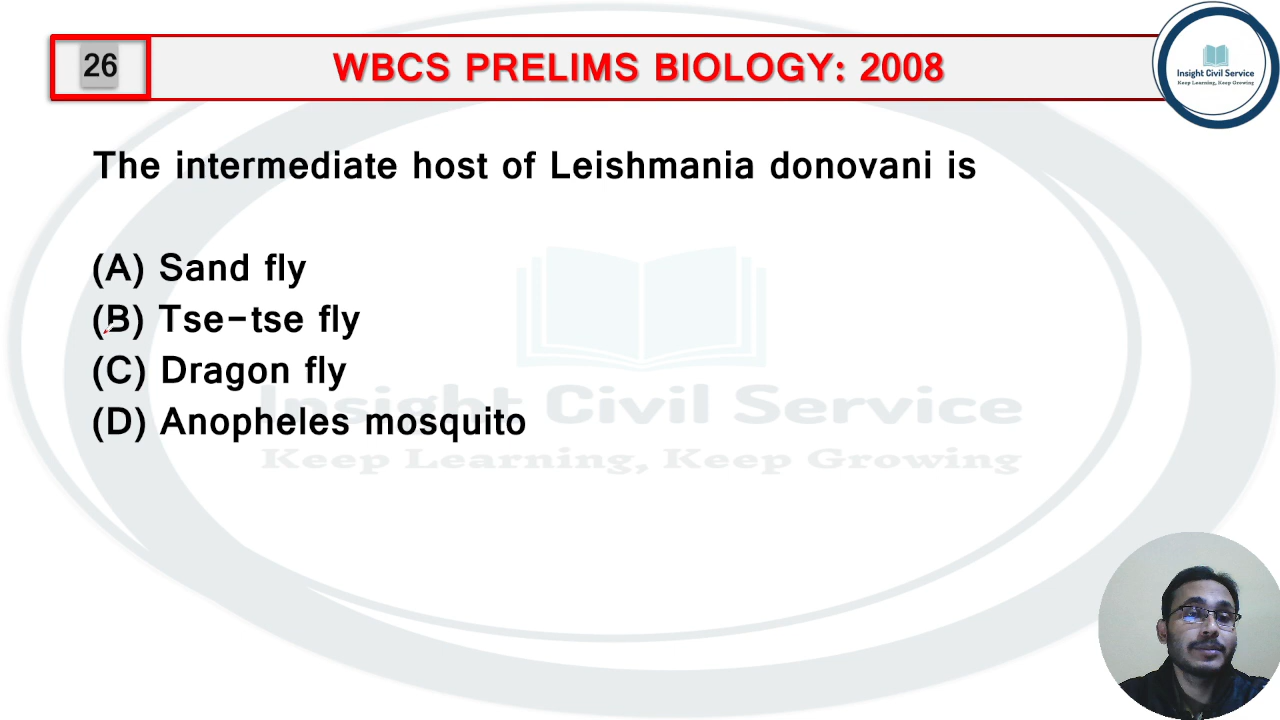 26
WBCS PRELIMS BIOLOGY: 2008
Insight Civil Service
Keep Learning, Keep Growing
The intermediate host of Leishmania donovani is
(A) Sand fly
(B) Tse-tse fly
(C) Dragon fly
(D) Anopheles mosquito
Insight Civil Service
Keep Learning, Keep Growing